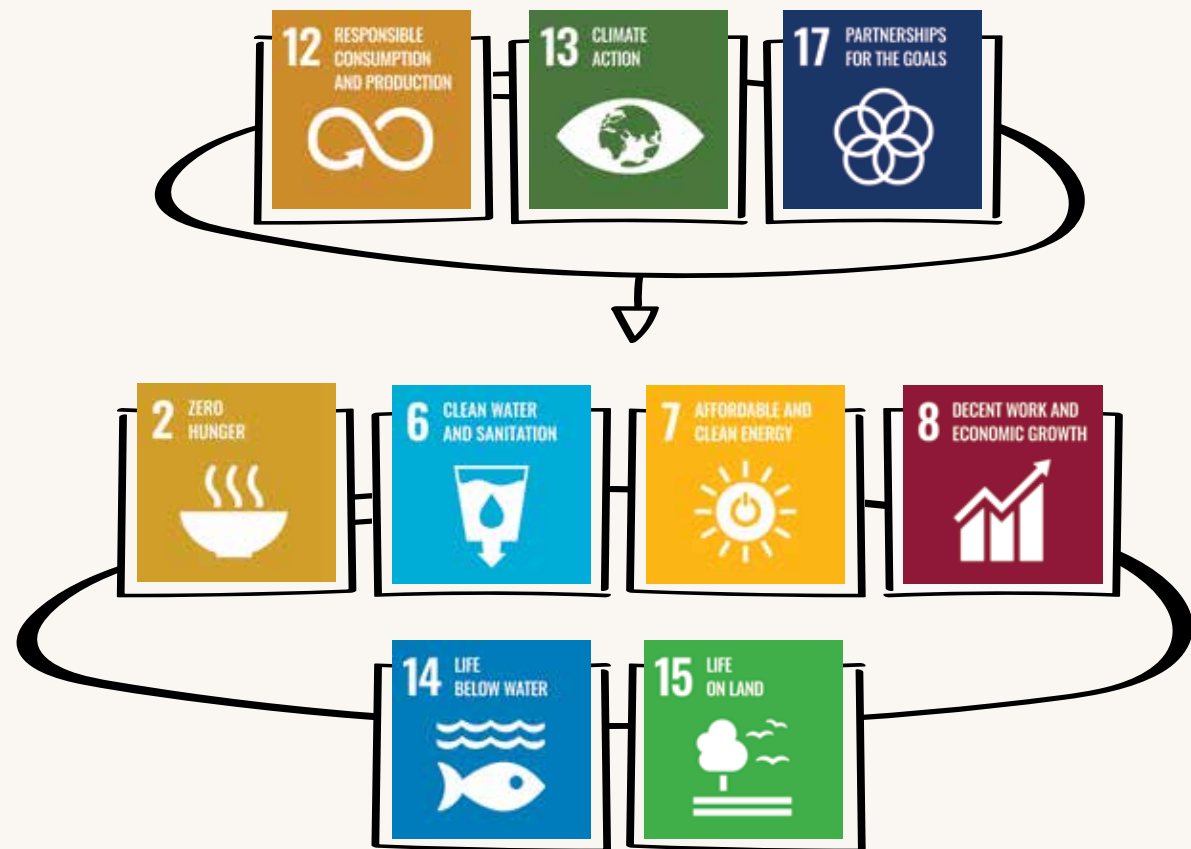 12 RESPONSIBLE
CONSUMPTION
AND PRODUCTION
13 CLIMATE
ACTION
17 PARTNERSHIPS
FOR THE GOALS
2 ZERO
HUNGER
6 CLEAN WATER
AND SANITATION
7 AFFORDABLE AND
CLEAN ENERGY
8 DECENT WORK AND
ECONOMIC GROWTH
14 LIFE
BELOW WATER
15 LIFE
ON LAND